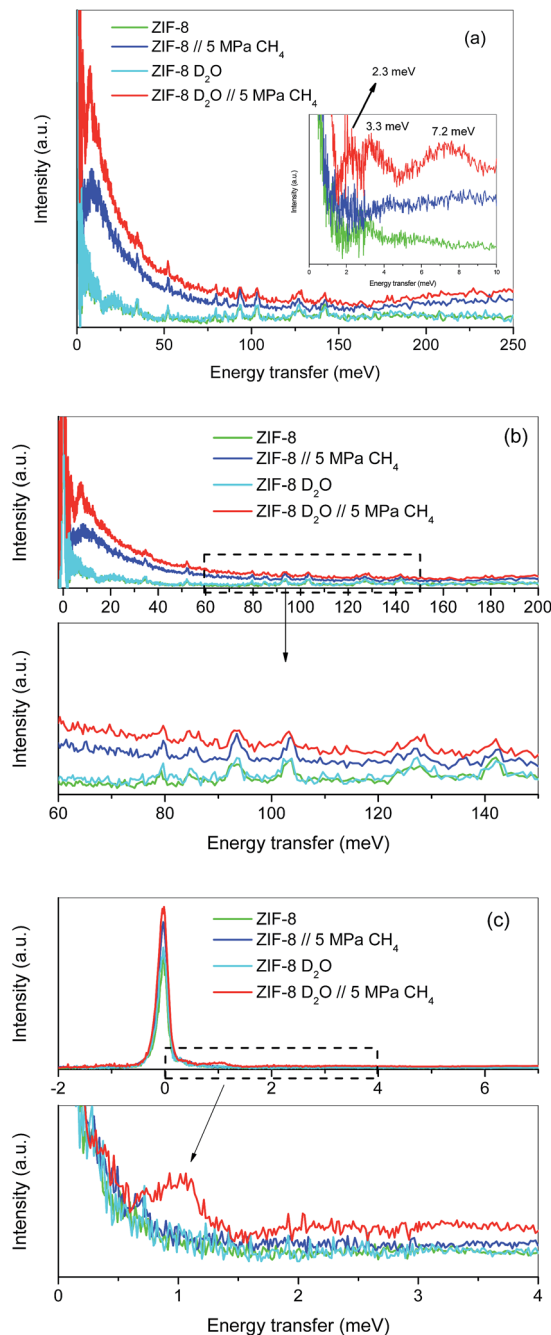 (a)
ZIF-8
ZIF-8 // 5 MPa CH₄
ZIF-8 D₂O
ZIF-8 D₂O // 5 MPa CH₄
2.3 meV
3.3 meV
7.2 meV
Intensity (a.u.)
0 2 4 6 8 10
Energy transfer (meV)
Intensity (a.u.)
0 50 100 150 200 250
Energy transfer (meV)
(b)
ZIF-8
ZIF-8 // 5 MPa CH₄
ZIF-8 D₂O
ZIF-8 D₂O // 5 MPa CH₄
Intensity (a.u.)
0 20 40 60 80 100 120 140 160 180 200
Intensity (a.u.)
60 80 100 120 140
Energy transfer (meV)
(c)
ZIF-8
ZIF-8 // 5 MPa CH₄
ZIF-8 D₂O
ZIF-8 D₂O // 5 MPa CH₄
Intensity (a.u.)
-2 0 2 4 6
Intensity (a.u.)
0 1 2 3 4
Energy transfer (meV)